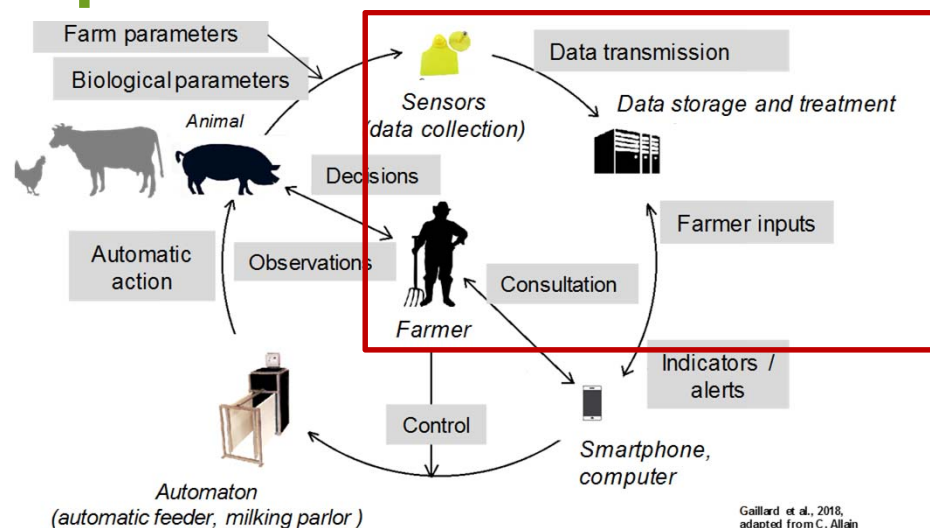 Farm parameters
Biological parameters
Animal
Sensors
(data collection)
Data transmission
Data storage and treatment
Decisions
Observations
Farmer inputs
Automatic
action
Consultation
Farmer
Indicators /
alerts
Control
Smartphone,
computer
Automaton
(automatic feeder, milking parlor )
Gaillard et al., 2018,
adapted from C. Allain